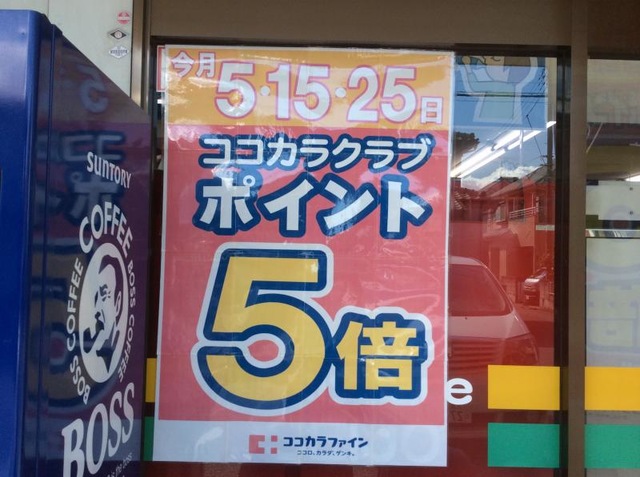 今月
5・15・25日
ココカラクラブ
ポイント
5倍
ココカラファイン
ココロ、カラダ、ゲンキ。
SUNTORY
COFFEE
BOSS COFFEE BOSS COFFEE
BOSS
e